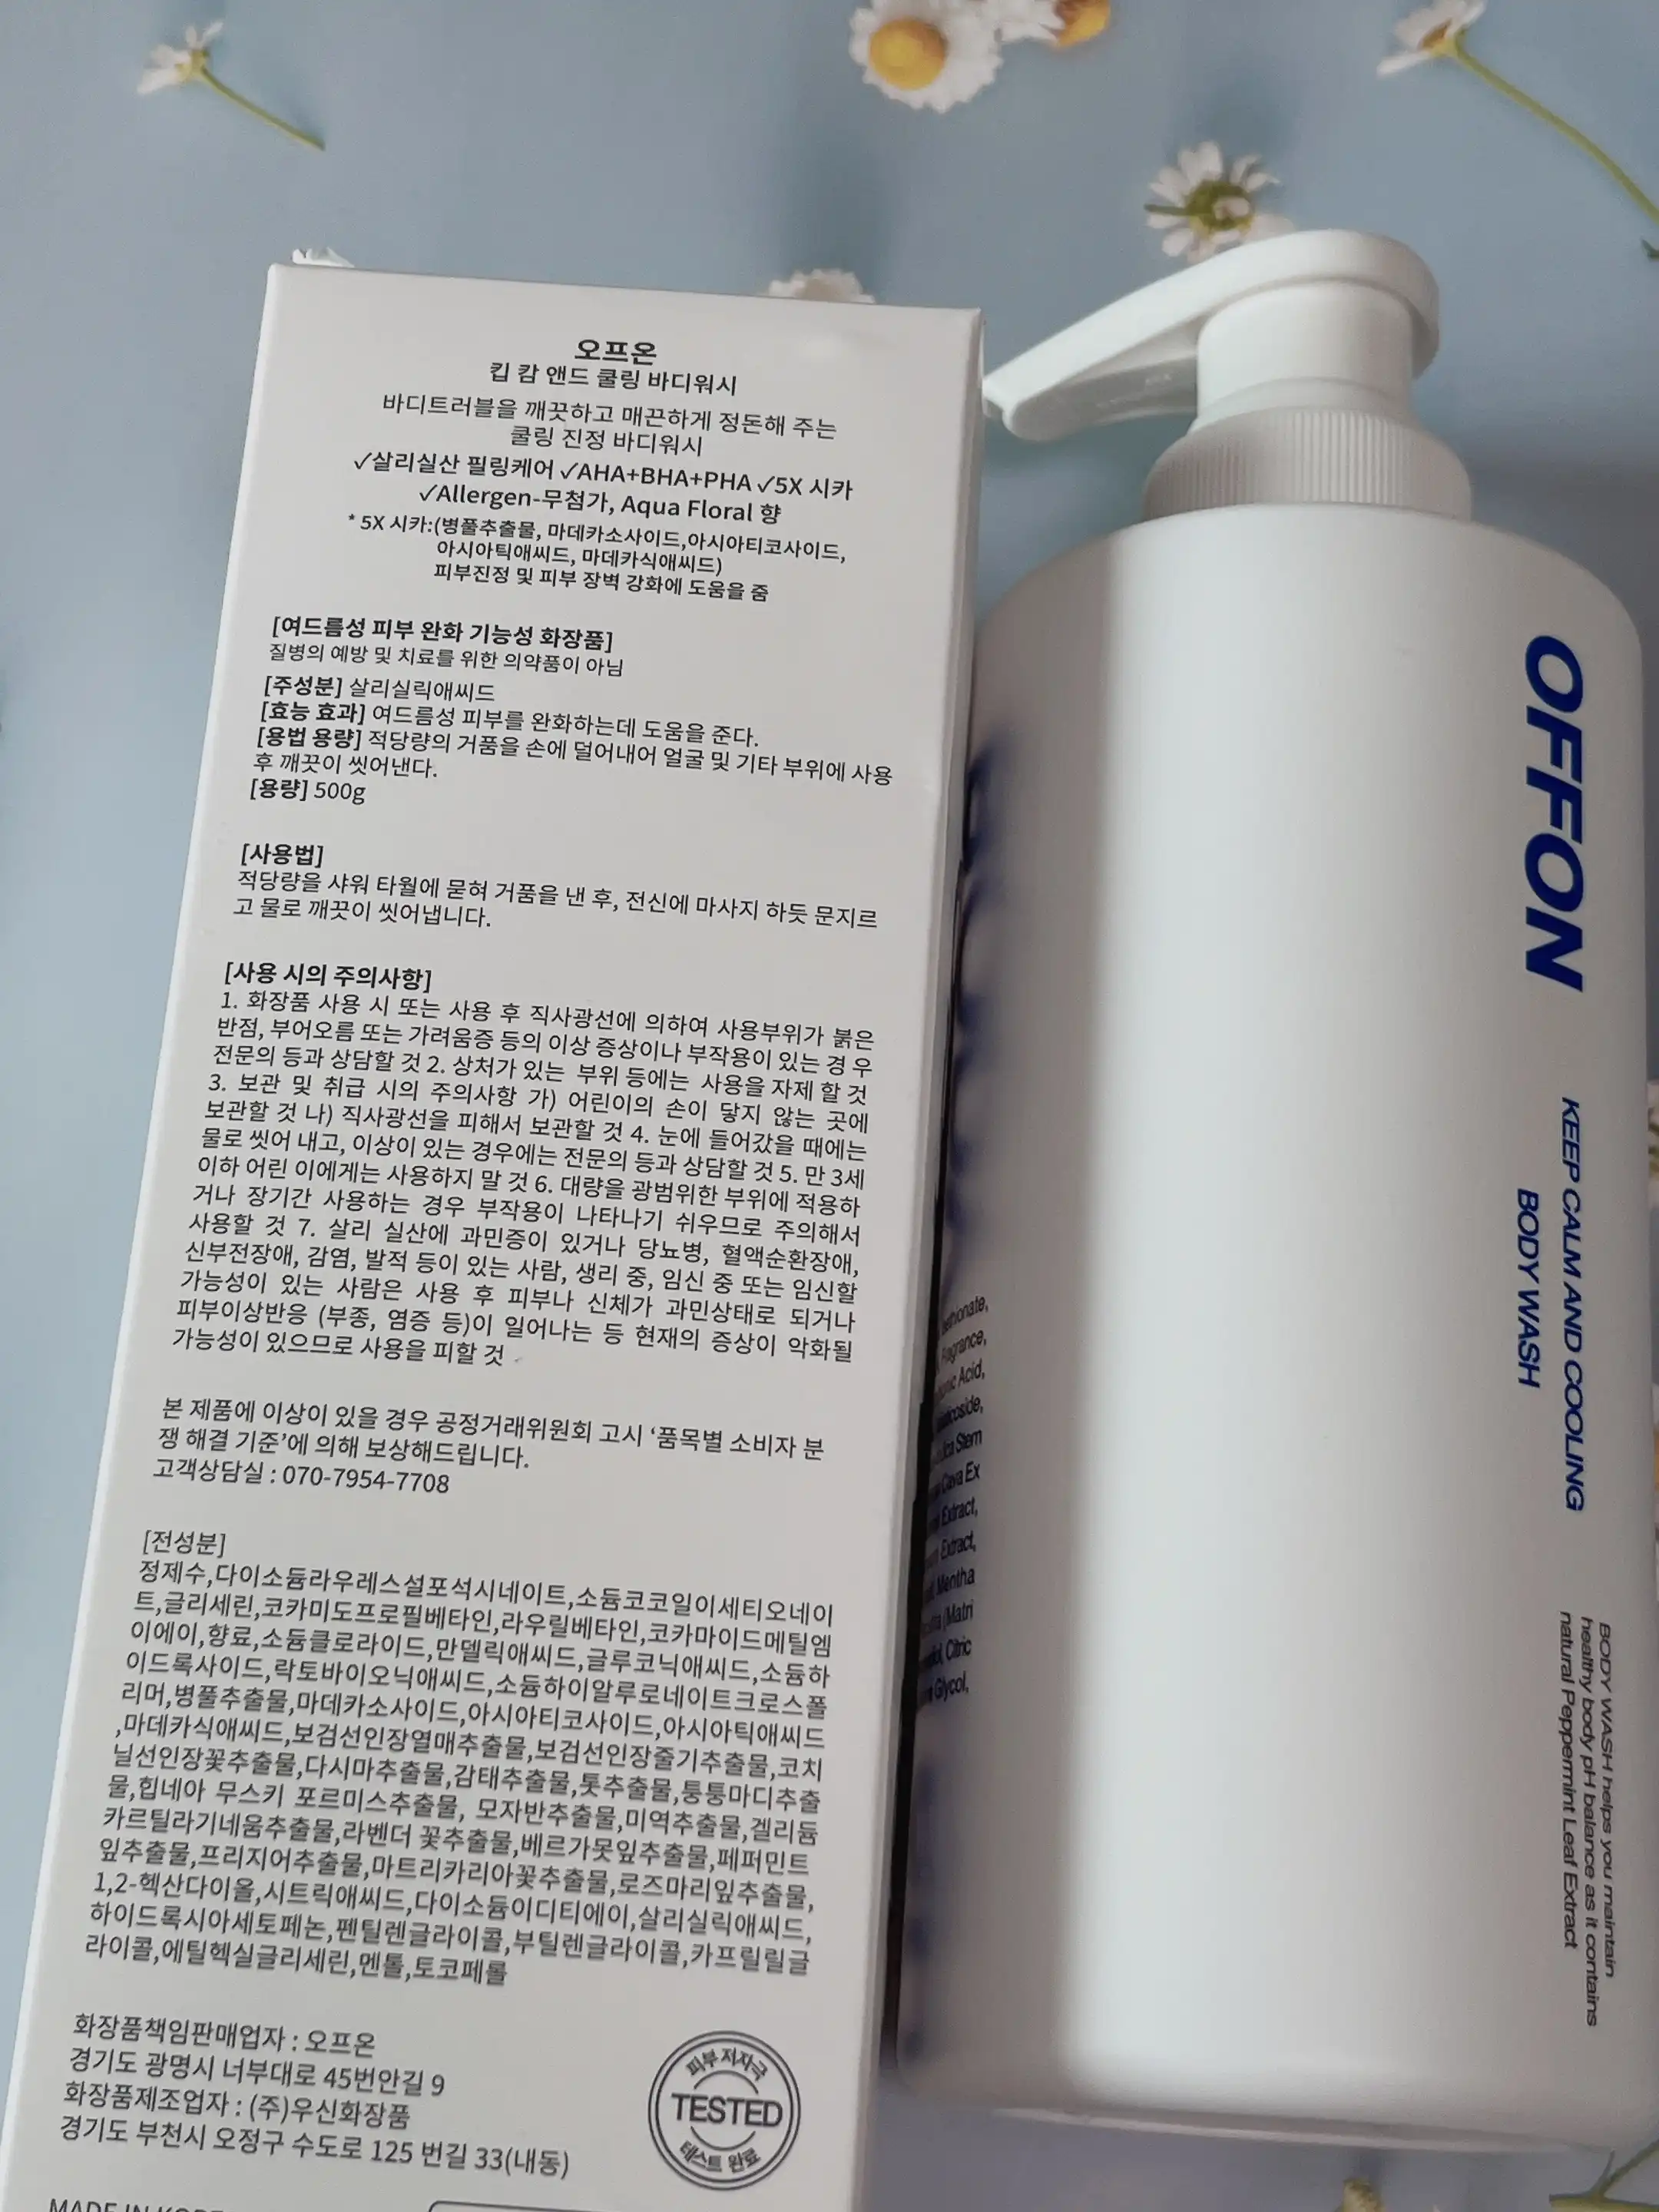 오프온
킵 캄 앤드 쿨링 바디워시
바디트러블을 깨끗하고 매끈하게 정돈해 주는
쿨링 진정 바디워시
✓살리실산 필링케어 ✓AHA+BHA+PHA ✓5X 시카
✓Allergen-무첨가, Aqua Floral 향
* 5X 시카:(병풀추출물, 마데카소사이드,아시아티코사이드,
아시아틱애씨드, 마데카식애씨드)
피부진정 및 피부 장벽 강화에 도움을 줌
[여드름성 피부 완화 기능성 화장품]
질병의 예방 및 치료를 위한 의약품이 아님
[주성분] 살리실릭애씨드
[효능 효과] 여드름성 피부를 완화하는데 도움을 준다.
[용법 용량] 적당량의 거품을 손에 덜어내어 얼굴 및 기타 부위에 사용
후 깨끗이 씻어낸다.
[용량] 500g
[사용법]
적당량을 샤워 타월에 묻혀 거품을 낸 후, 전신에 마사지 하듯 문지르
고 물로 깨끗이 씻어냅니다.
[사용 시의 주의사항]
1. 화장품 사용 시 또는 사용 후 직사광선에 의하여 사용부위가 붉은
반점, 부어오름 또는 가려움증 등의 이상 증상이나 부작용이 있는 경 우
전문의 등과 상담할 것 2. 상처가 있는 부위 등에는 사용을 자제 할 것
3. 보관 및 취급 시의 주의사항 가) 어린이의 손이 닿지 않는 곳에
보관할 것 나) 직사광선을 피해서 보관할 것 4. 눈에 들어갔을 때에는
물로 씻어 내고, 이상이 있는 경우에는 전문의 등과 상담할 것 5. 만 3세
이하 어린 이에게는 사용하지 말 것 6. 대량을 광범위한 부위에 적용하
거나 장기간 사용하는 경우 부작용이 나타나기 쉬우므로 주의해서
사용할 것 7. 살리 실산에 과민증이 있거나 당뇨병, 혈액순환장애,
신부전장애, 감염, 발적 등이 있는 사람, 생리 중, 임신 중 또는 임신할
가능성이 있는 사람은 사용 후 피부나 신체가 과민상태로 되거나
피부이상반응 (부종, 염증 등)이 일어나는 등 현재의 증상이 악화될
가능성이 있으므로 사용을 피할 것
본 제품에 이상이 있을 경우 공정거래위원회 고시 ‘품목별 소비자 분
쟁 해결 기준’에 의해 보상해드립니다.
고객상담실 : 070-7954-7708
[전성분]
정제수,다이소듐라우레스설포석시네이트,소듐코코일이세티오네이
트,글리세린,코카미도프로필베타인,라우릴베타인,코카마이드메틸엠
이에이,향료,소듐클로라이드,만델릭애씨드,글루코닉애씨드,소듐하
이드록사이드,락토바이오닉애씨드,소듐하이알루로네이트크로스폴
리머,병풀추출물,마데카소사이드,아시아티코사이드,아시아틱애씨드
,마데카식애씨드,보검선인장열매추출물,보검선인장줄기추출물,코치
닐선인장꽃추출물,다시마추출물,감태추출물,톳추출물,퉁퉁마디추출
물,힙네아 무스키 포르미스추출물, 모자반추출물,미역추출물,겔리듐
카르틸라기네움추출물,라벤더 꽃추출물,베르가못잎추출물,페퍼민트
잎추출물,프리지어추출물,마트리카리아꽃추출물,로즈마리잎추출물,
1,2-헥산다이올,시트릭애씨드,다이소듐이디티에이,살리실릭애씨드,
하이드록시아세토페논,펜틸렌글라이콜,부틸렌글라이콜,카프릴릴글
라이콜,에틸헥실글리세린,멘톨,토코페롤
화장품책임판매업자 : 오프온
경기도 광명시 너부대로 45번안길 9
화장품제조업자 : (주)우신화장품
경기도 부천시 오정구 수도로 125 번길 33(내동)
피부 저자극
TESTED
테스트 완료
MADE IN
OFFON
KEEP CALM AND COOLING
BODY WASH
BODY WASH helps you maintain
healthy body pH balance as it contains
natural Peppermint Leaf Extract
Fragrance,
Acid,
Stem
Cava Ex
Extract,
Extract,
Mentha
(Matri
Citric
Glycol,